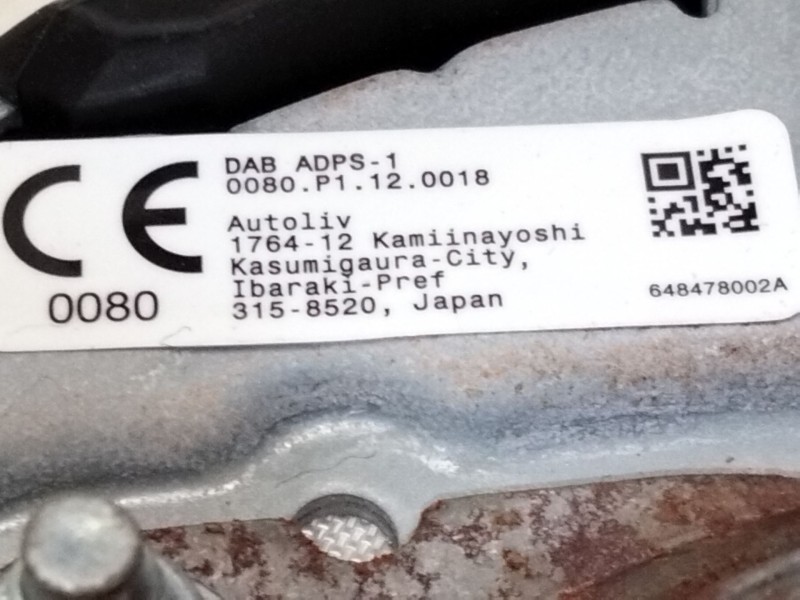 CE
DAB ADPS-1
0080.P1.12.0018
Autoliv
1764-12 Kamiinayoshi
Kasumigaura-City,
Ibaraki-Pref
315-8520, Japan
0080
648478002A